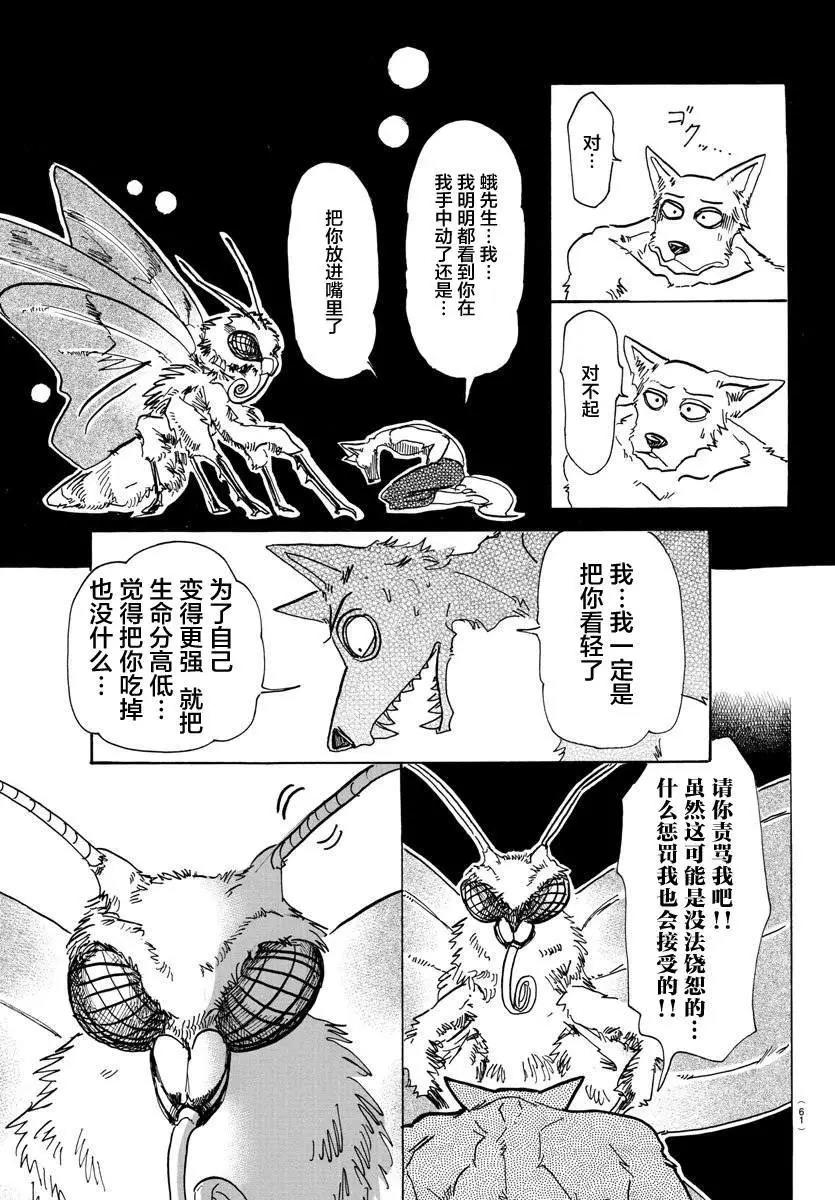 ゴクッ…
对…
对不起
蛾先生…我…
我明明都看到你在
我手中动了还是…
把你放进嘴里了
我…我一定是
把你看轻了
为了自己
变得更强 就把
生命分高低…
觉得把你吃掉
也没什么…
请你责骂我吧!!
虽然这可能是没法饶恕的…
什么惩罚我也会接受的!!
(61)